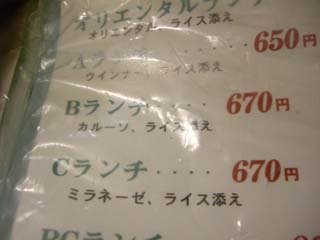 オリエンタルランチ
オリエンタル、ライス添え
Aランチ・・・・650円
ウインナー、ライス添え
Bランチ・・・・670円
カルーソ、ライス添え
Cランチ・・・・670円
ミラネーゼ、ライス添え
BCランチ